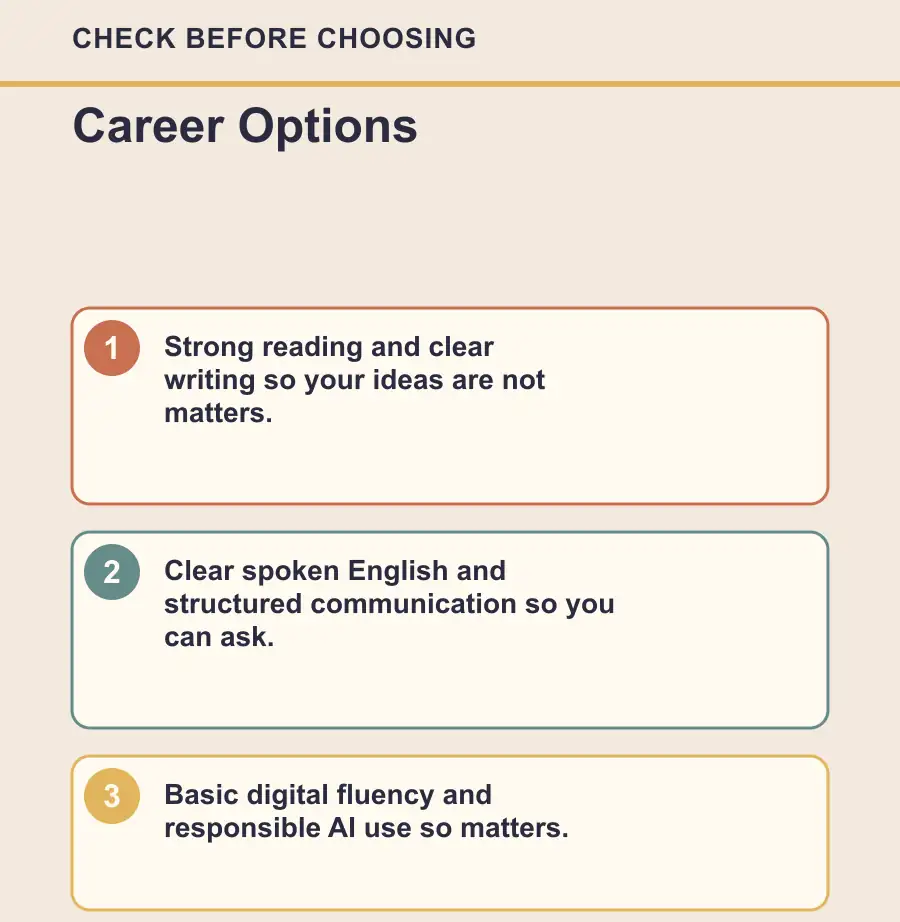 CHECK BEFORE CHOOSING
Career Options
1
Strong reading and clear
writing so your ideas are not
matters.
2
Clear spoken English and
structured communication so you
can ask.
3
Basic digital fluency and
responsible AI use so matters.